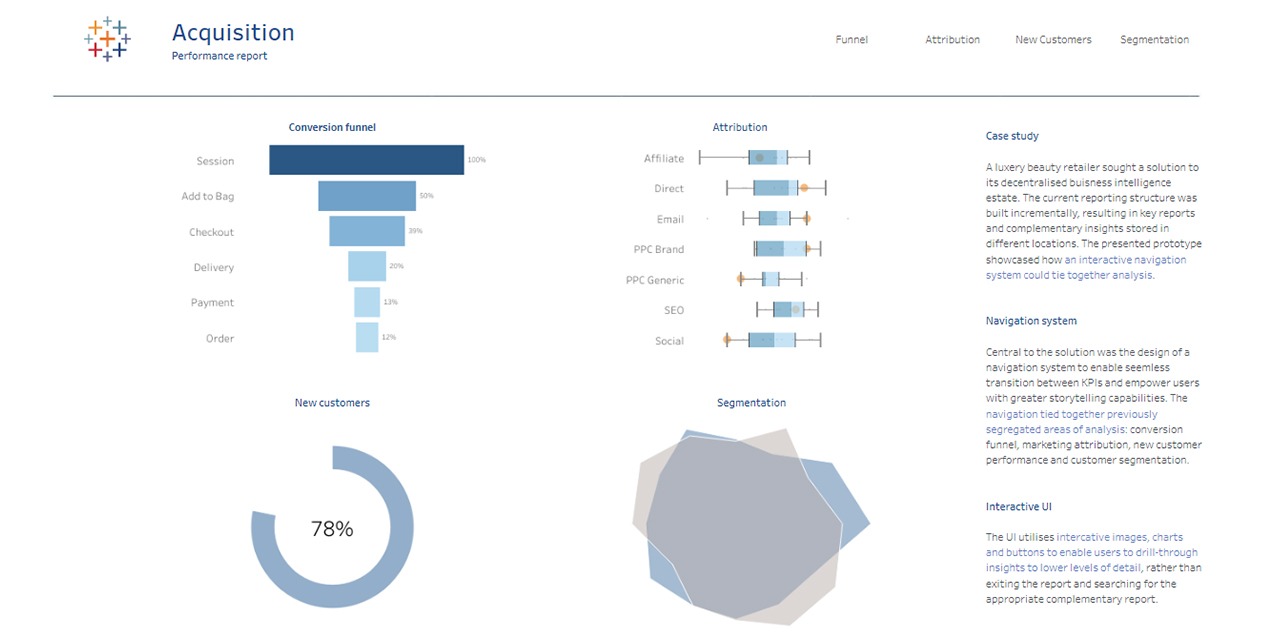 Acquisition
Performance report
Funnel
Attribution
New Customers
Segmentation
Conversion funnel
Session
100%
Add to Bag
50%
Checkout
39%
Delivery
20%
Payment
13%
Order
12%
Attribution
Affiliate
Direct
Email
PPC Brand
PPC Generic
SEO
Social
New customers
78%
Segmentation
Case study
A luxery beauty retailer sought a solution to
its decentralised buisness intelligence
estate. The current reporting structure was
built incrementally, resulting in key reports
and complementary insights stored in
different locations. The presented prototype
showcased how an interactive navigation
system could tie together analysis.
Navigation system
Central to the solution was the design of a
navigation system to enable seemless
transition between KPIs and empower users
with greater storytelling capabilities. The
navigation tied together previously
segregated areas of analysis: conversion
funnel, marketing attribution, new customer
performance and customer segmentation.
Interactive UI
The UI utilises intercative images, charts
and buttons to enable users to drill-through
insights to lower levels of detail, rather than
exiting the report and searching for the
appropriate complementary report.